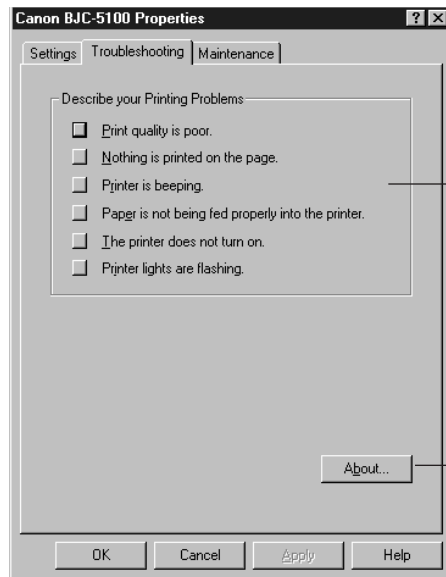 Canon BJC-5100 Properties
Settings Troubleshooting Maintenance
Describe your Printing Problems
Print quality is poor.
Nothing is printed on the page.
Printer is beeping.
Paper is not being fed properly into the printer.
The printer does not turn on.
Printer lights are flashing.
About...
OK Cancel Apply Help